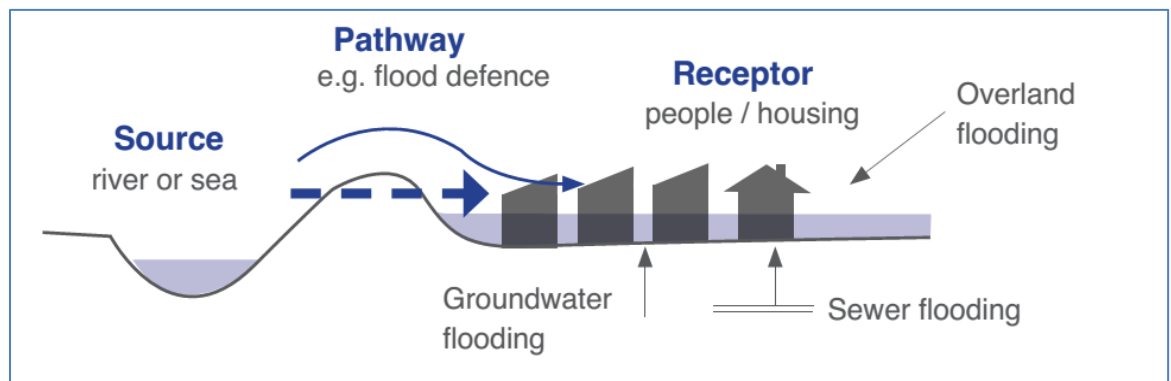 Pathway
e.g. flood defence
Receptor
people / housing
Overland
flooding
Source
river or sea
Groundwater
flooding
Sewer flooding